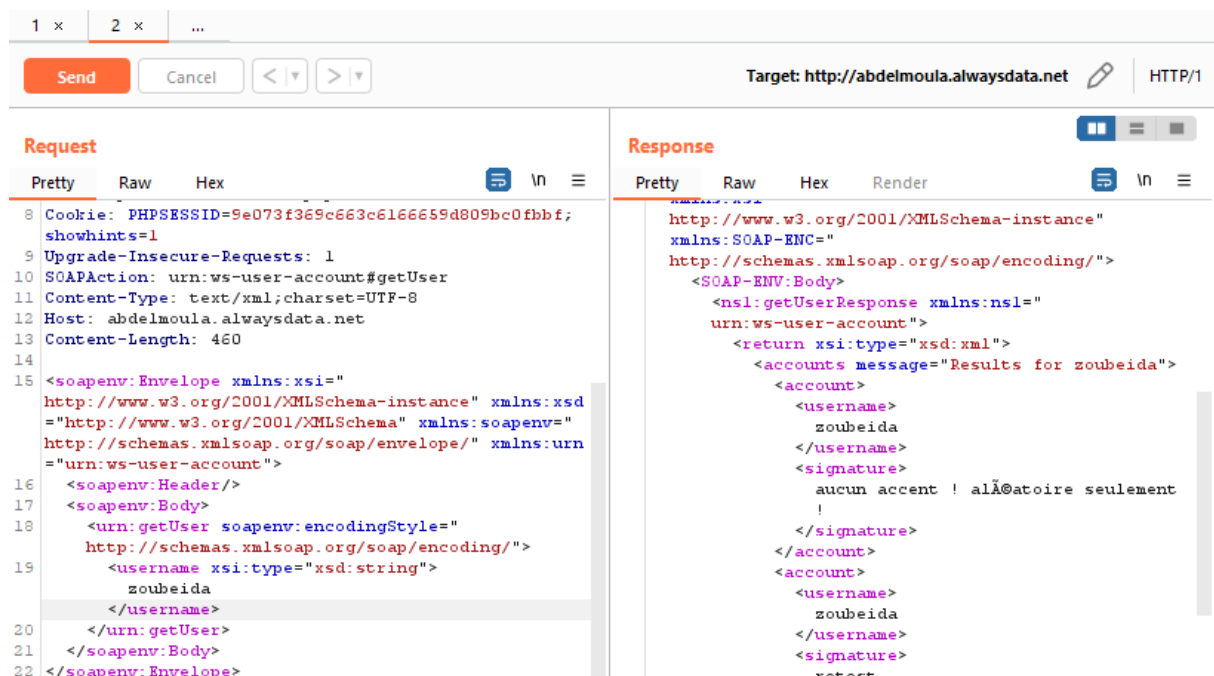 1 ×
2 ×
...
Send
Cancel
<
>
Target: http://abdelmoula.alwaysdata.net
HTTP/1
Request
Pretty
Raw
Hex
\n
8 Cookie: PHPSESSID=9e073f369c663c6166659d809bc0fbbf;
showhints=1
9 Upgrade-Insecure-Requests: 1
10 SOAPAction: urn:ws-user-account#getUser
11 Content-Type: text/xml;charset=UTF-8
12 Host: abdelmoula.alwaysdata.net
13 Content-Length: 460
14
15 <soapenv:Envelope xmlns:xsi="
http://www.w3.org/2001/XMLSchema-instance" xmlns:xsd
="http://www.w3.org/2001/XMLSchema" xmlns:soapenv="
http://schemas.xmlsoap.org/soap/envelope/" xmlns:urn
="urn:ws-user-account">
16 <soapenv:Header/>
17 <soapenv:Body>
18 <urn:getUser soapenv:encodingStyle="
http://schemas.xmlsoap.org/soap/encoding/">
19 <username xsi:type="xsd:string">
zoubeida
</username>
20 </urn:getUser>
21 </soapenv:Body>
22 </soapenv:Envelope>
Response
Pretty
Raw
Hex
Render
\n
http://www.w3.org/2001/XMLSchema-instance"
xmlns:SOAP-ENC="
http://schemas.xmlsoap.org/soap/encoding/">
<SOAP-ENV:Body>
<ns1:getUserResponse xmlns:ns1="
urn:ws-user-account">
<return xsi:type="xsd:xml">
<accounts message="Results for zoubeida">
<account>
<username>
zoubeida
</username>
<signature>
aucun accent ! alÃ©atoire seulement
!
</signature>
</account>
<account>
<username>
zoubeida
</username>
<signature>